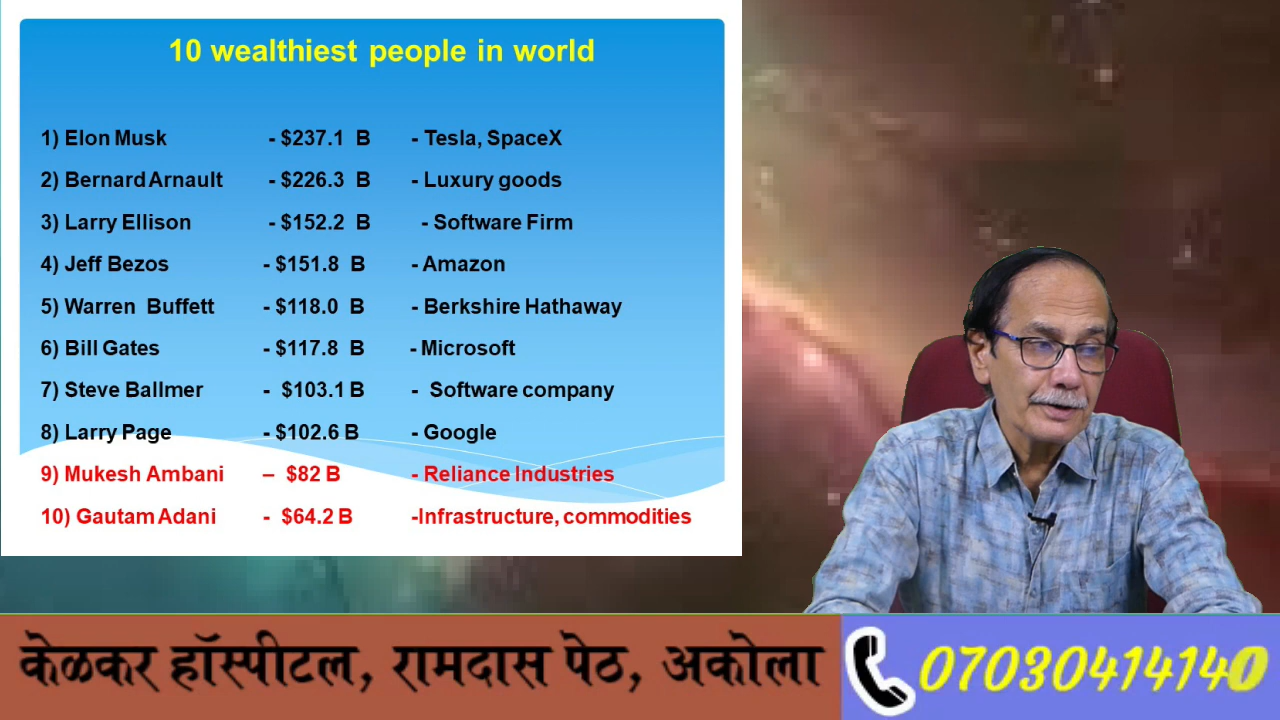 10 wealthiest people in world
1) Elon Musk - $237.1 B - Tesla, SpaceX
2) Bernard Arnault - $226.3 B - Luxury goods
3) Larry Ellison - $152.2 B - Software Firm
4) Jeff Bezos - $151.8 B - Amazon
5) Warren Buffett - $118.0 B - Berkshire Hathaway
6) Bill Gates - $117.8 B - Microsoft
7) Steve Ballmer - $103.1 B - Software company
8) Larry Page - $102.6 B - Google
9) Mukesh Ambani – $82 B - Reliance Industries
10) Gautam Adani - $64.2 B -Infrastructure, commodities
केळकर हॉस्पीटल, रामदास पेठ, अकोला 07030414140